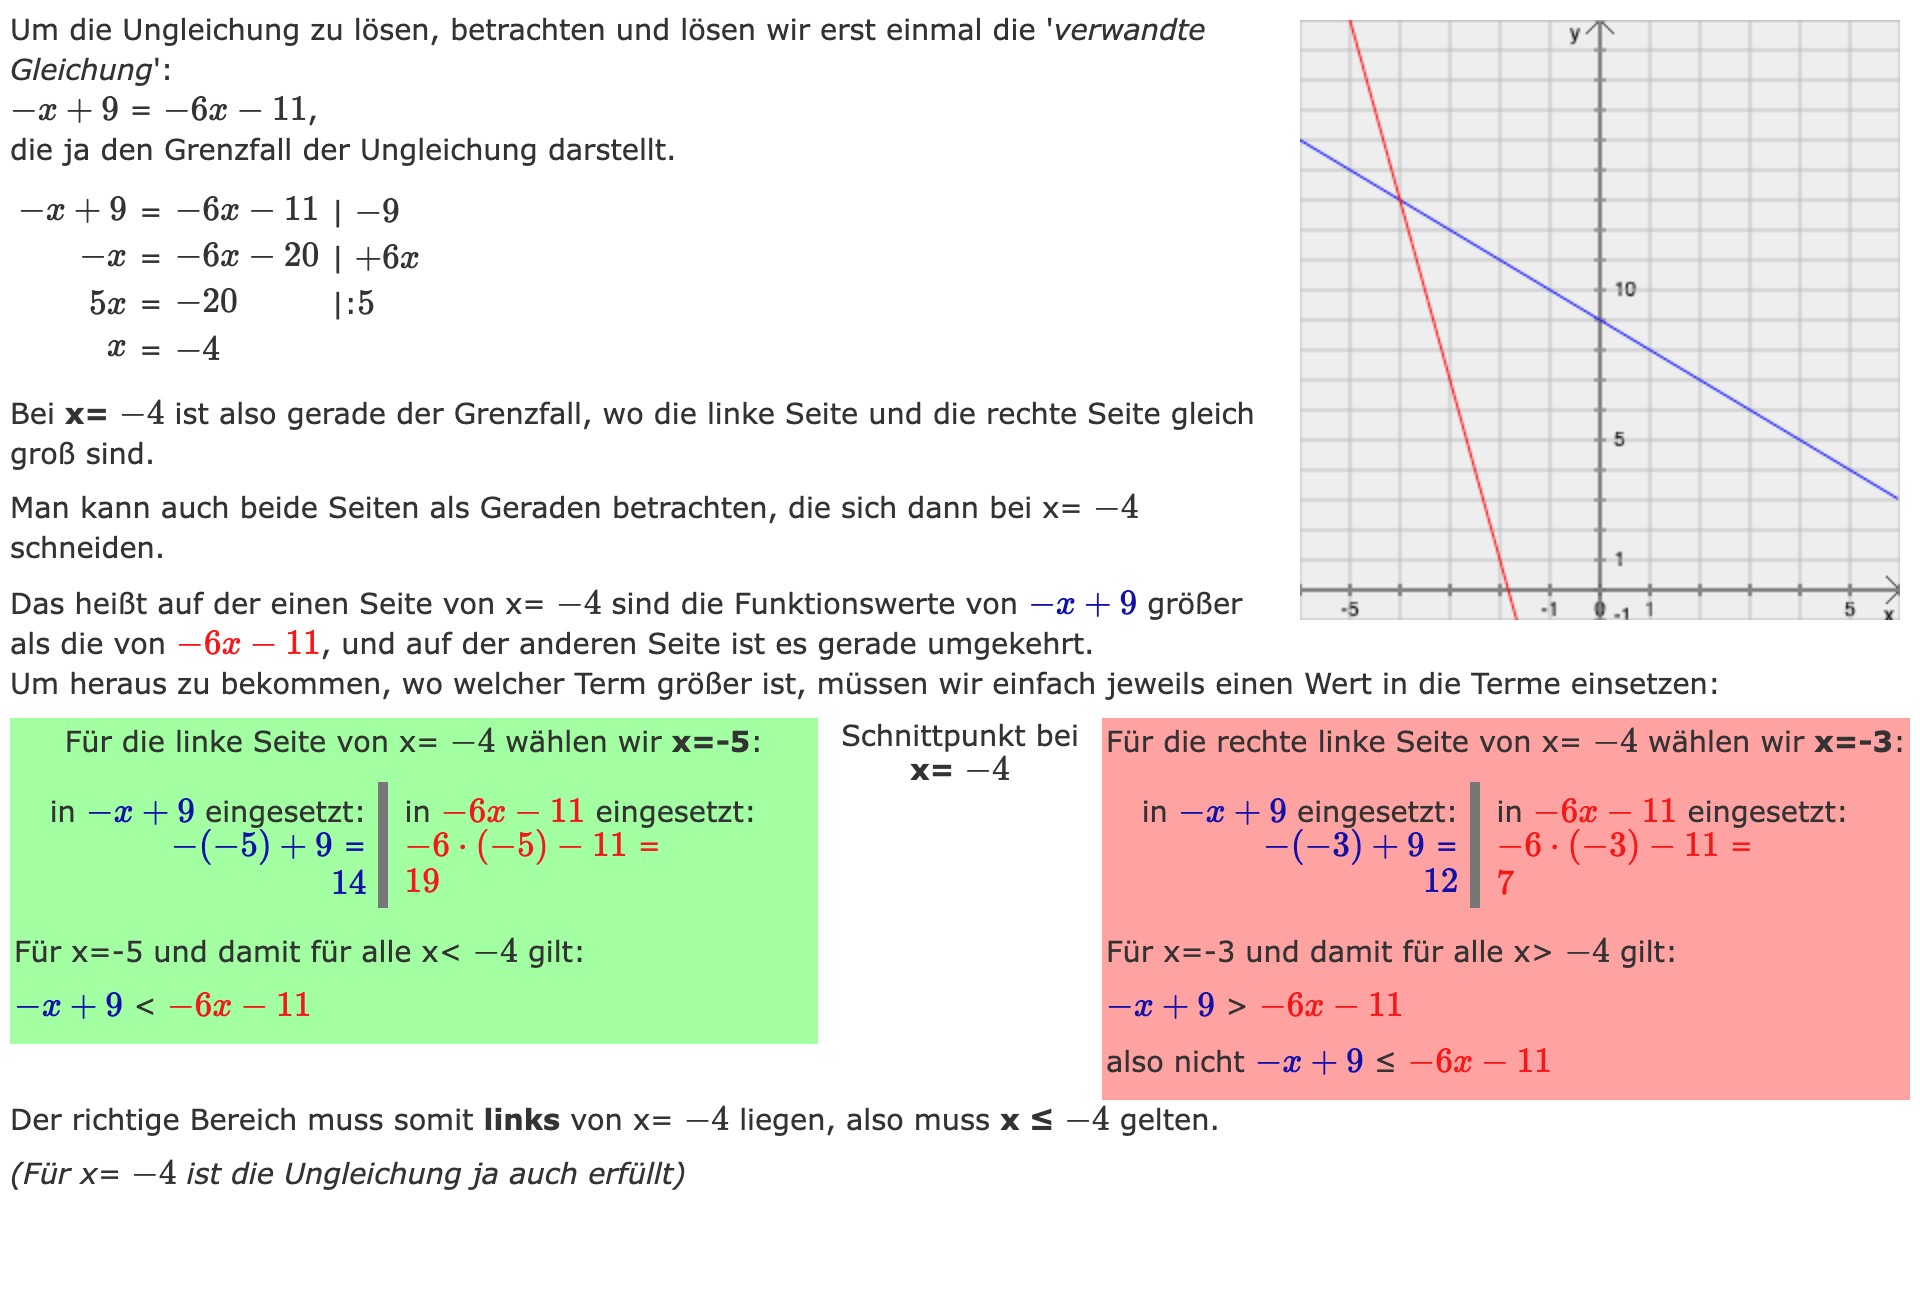 Um die Ungleichung zu lösen, betrachten und lösen wir erst einmal die 'verwandte
Gleichung':
−x + 9 = −6x − 11,
die ja den Grenzfall der Ungleichung darstellt.
−x + 9 = −6x − 11 | −9
−x = −6x − 20 | +6x
5x = −20 |:5
x = −4
Bei x= −4 ist also gerade der Grenzfall, wo die linke Seite und die rechte Seite gleich
groß sind.
Man kann auch beide Seiten als Geraden betrachten, die sich dann bei x= −4
schneiden.
Das heißt auf der einen Seite von x= −4 sind die Funktionswerte von −x + 9 größer
als die von −6x − 11, und auf der anderen Seite ist es gerade umgekehrt.
Um heraus zu bekommen, wo welcher Term größer ist, müssen wir einfach jeweils einen Wert in die Terme einsetzen:
y
10
5
1
-5 -1 0 -1 1 5 x
Für die linke Seite von x= −4 wählen wir x=-5:
in −x + 9 eingesetzt:
−(−5) + 9 =
14
in −6x − 11 eingesetzt:
−6 · (−5) − 11 =
19
Für x=-5 und damit für alle x< −4 gilt:
−x + 9 < −6x − 11
Schnittpunkt bei
x= −4
Für die rechte linke Seite von x= −4 wählen wir x=-3:
in −x + 9 eingesetzt:
−(−3) + 9 =
12
in −6x − 11 eingesetzt:
−6 · (−3) − 11 =
7
Für x=-3 und damit für alle x> −4 gilt:
−x + 9 > −6x − 11
also nicht −x + 9 ≤ −6x − 11
Der richtige Bereich muss somit links von x= −4 liegen, also muss x ≤ −4 gelten.
(Für x= −4 ist die Ungleichung ja auch erfüllt)